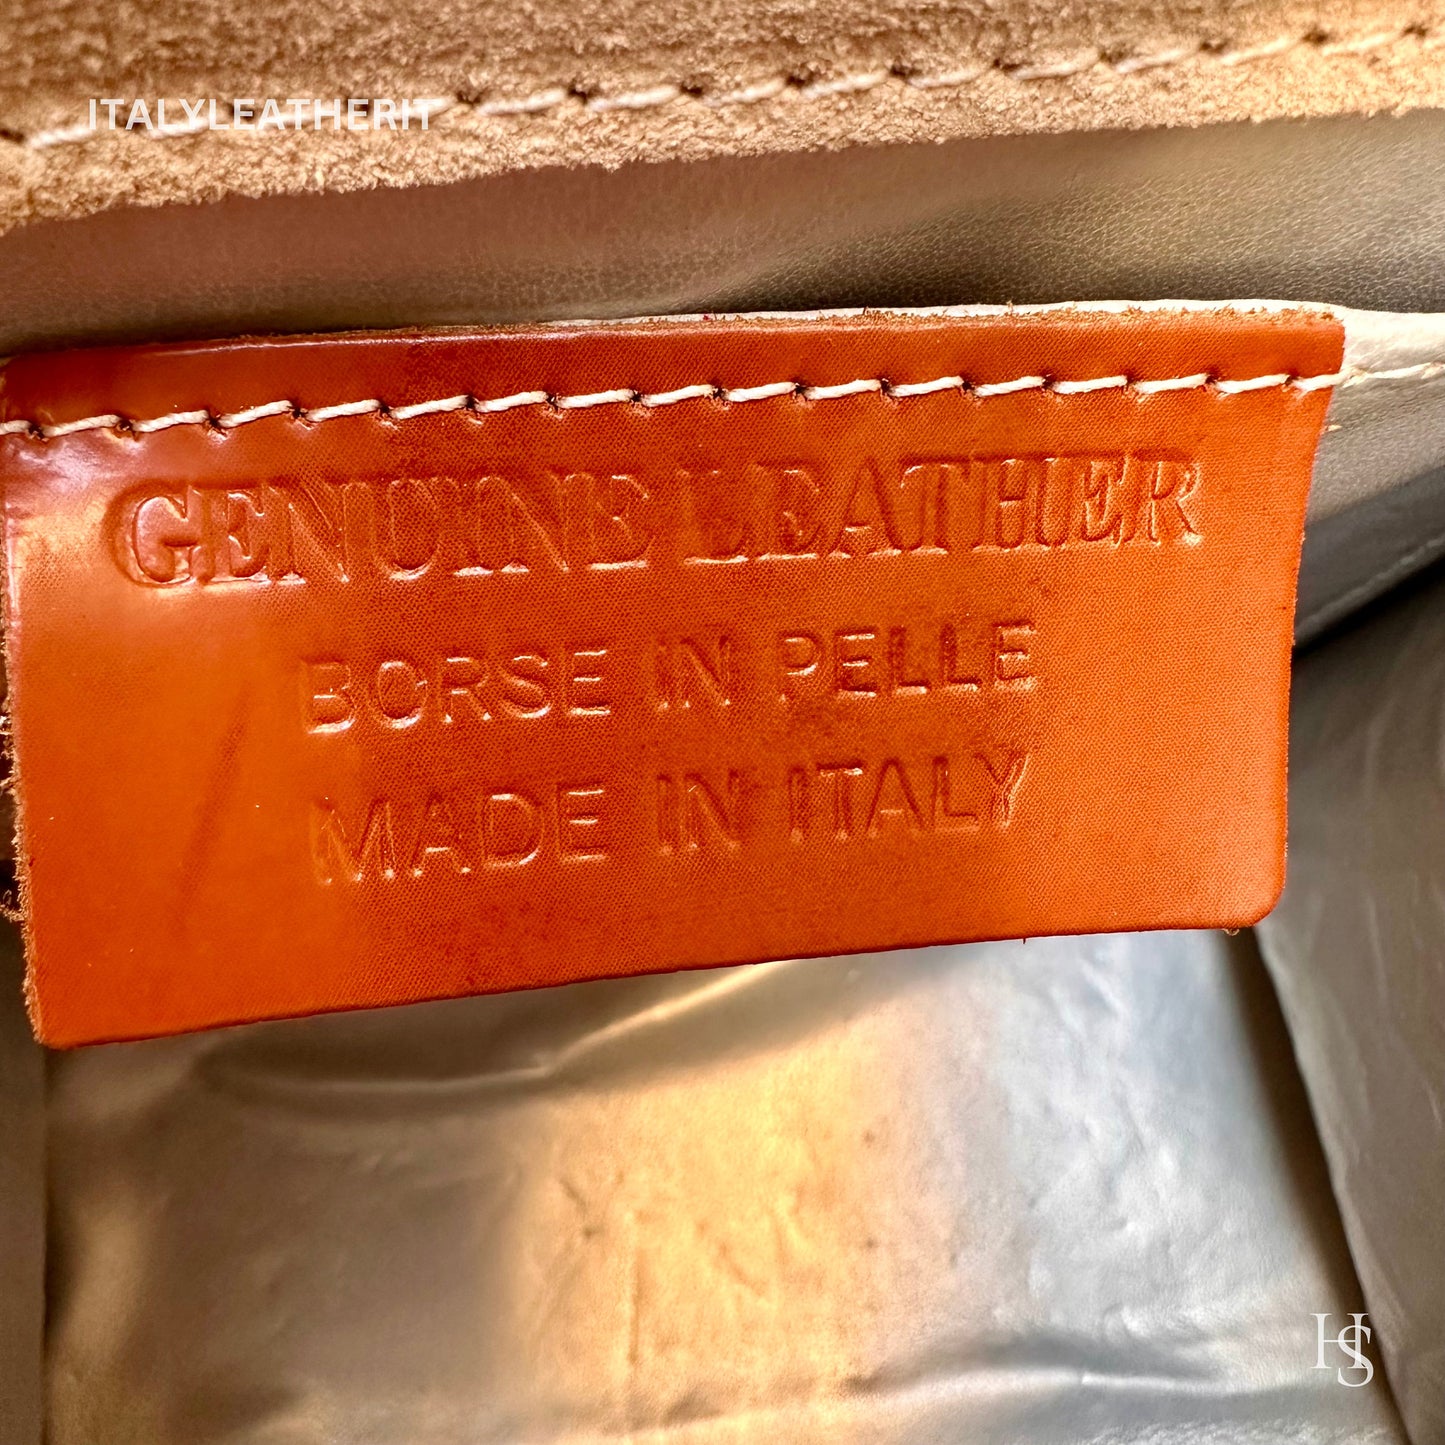 ITALYLEATHERIT
GENUINE LEATHER
BORSE IN PELLE
MADE IN ITALY
HS